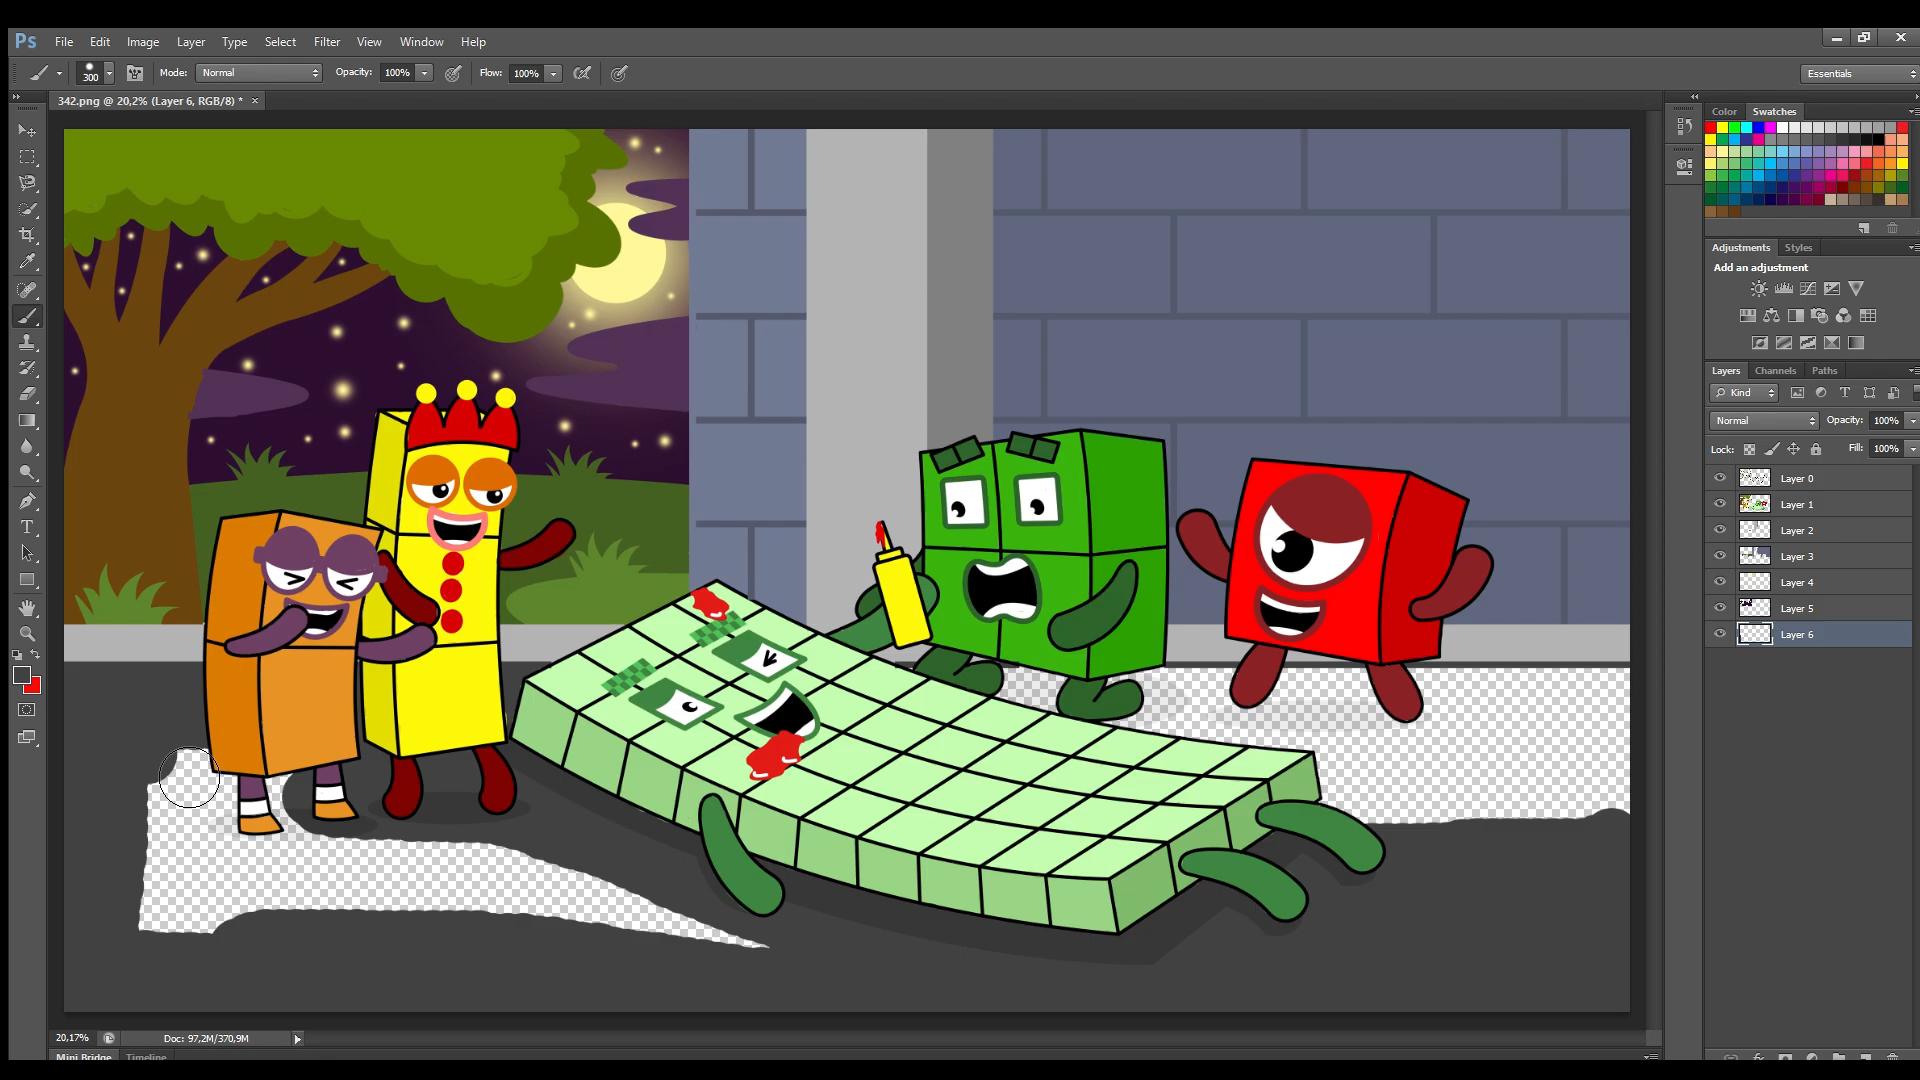 Ps File Edit Image Layer Type Select Filter View Window Help
300 Mode: Normal Opacity: 100% Flow: 100% Essentials
342.png @ 20,2% (Layer 6, RGB/8) * ×
Color Swatches
Adjustments Styles
Add an adjustment
Layers Channels Paths
Kind T
Normal Opacity: 100%
Lock: Fill: 100%
Layer 0
Layer 1
Layer 2
Layer 3
Layer 4
Layer 5
Layer 6
20,17% Doc: 97,2M/370,9M
Mini Bridge Timeline